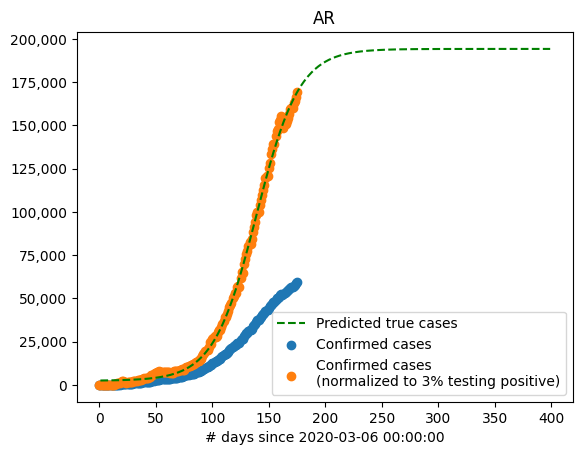 AR
200,000
175,000
150,000
125,000
100,000
75,000
50,000
25,000
0
0 50 100 150 200 250 300 350 400
# days since 2020-03-06 00:00:00
Predicted true cases
Confirmed cases
Confirmed cases
(normalized to 3% testing positive)